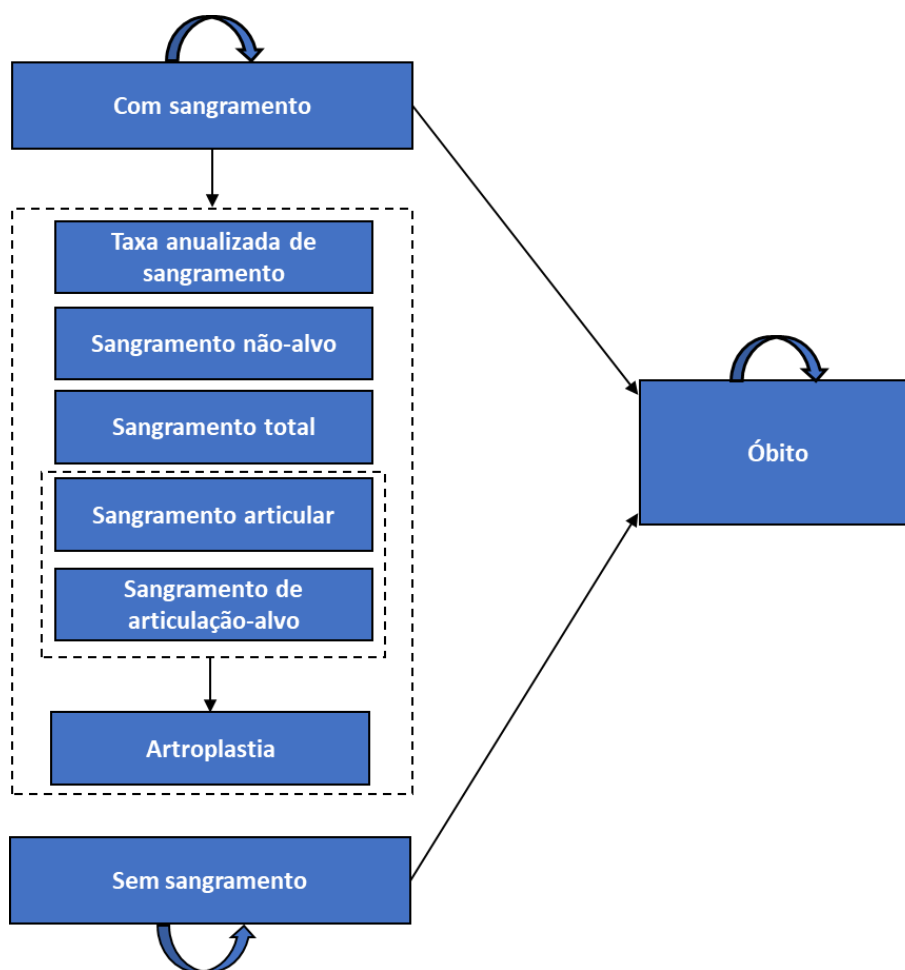 Com sangramento
Taxa anualizada de
sangramento
Sangramento não-alvo
Sangramento total
Sangramento articular
Sangramento de
articulação-alvo
Artroplastia
Sem sangramento
Óbito